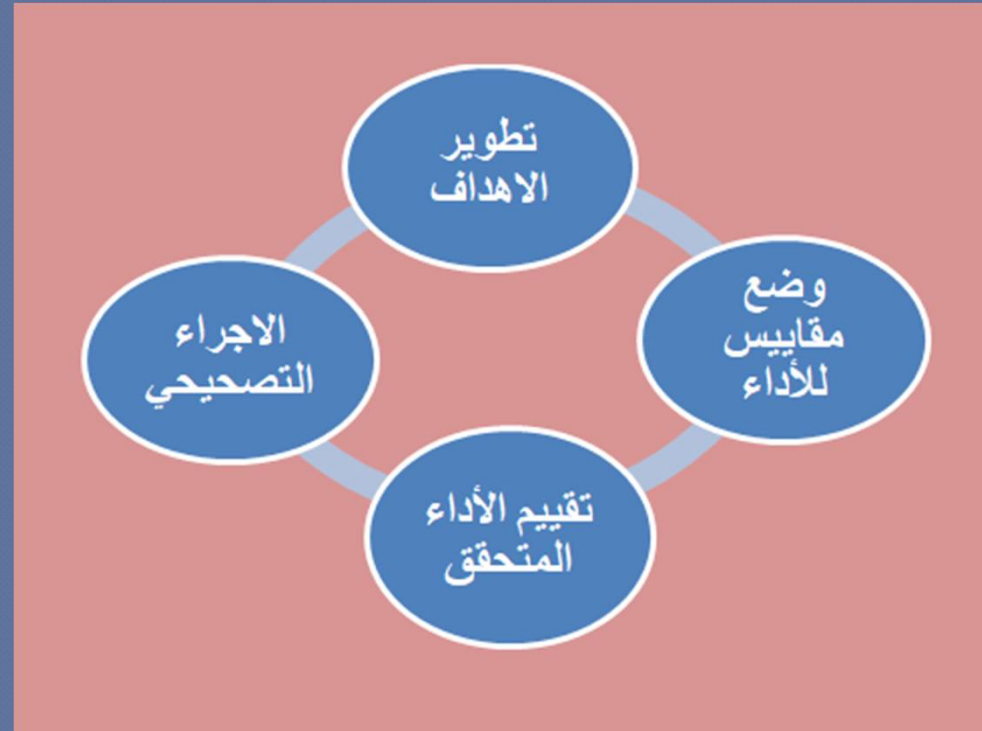 تطوير
الاهداف
وضع
مقاييس
للأداء
تقييم الأداء
المتحقق
الاجراء
التصحيحي